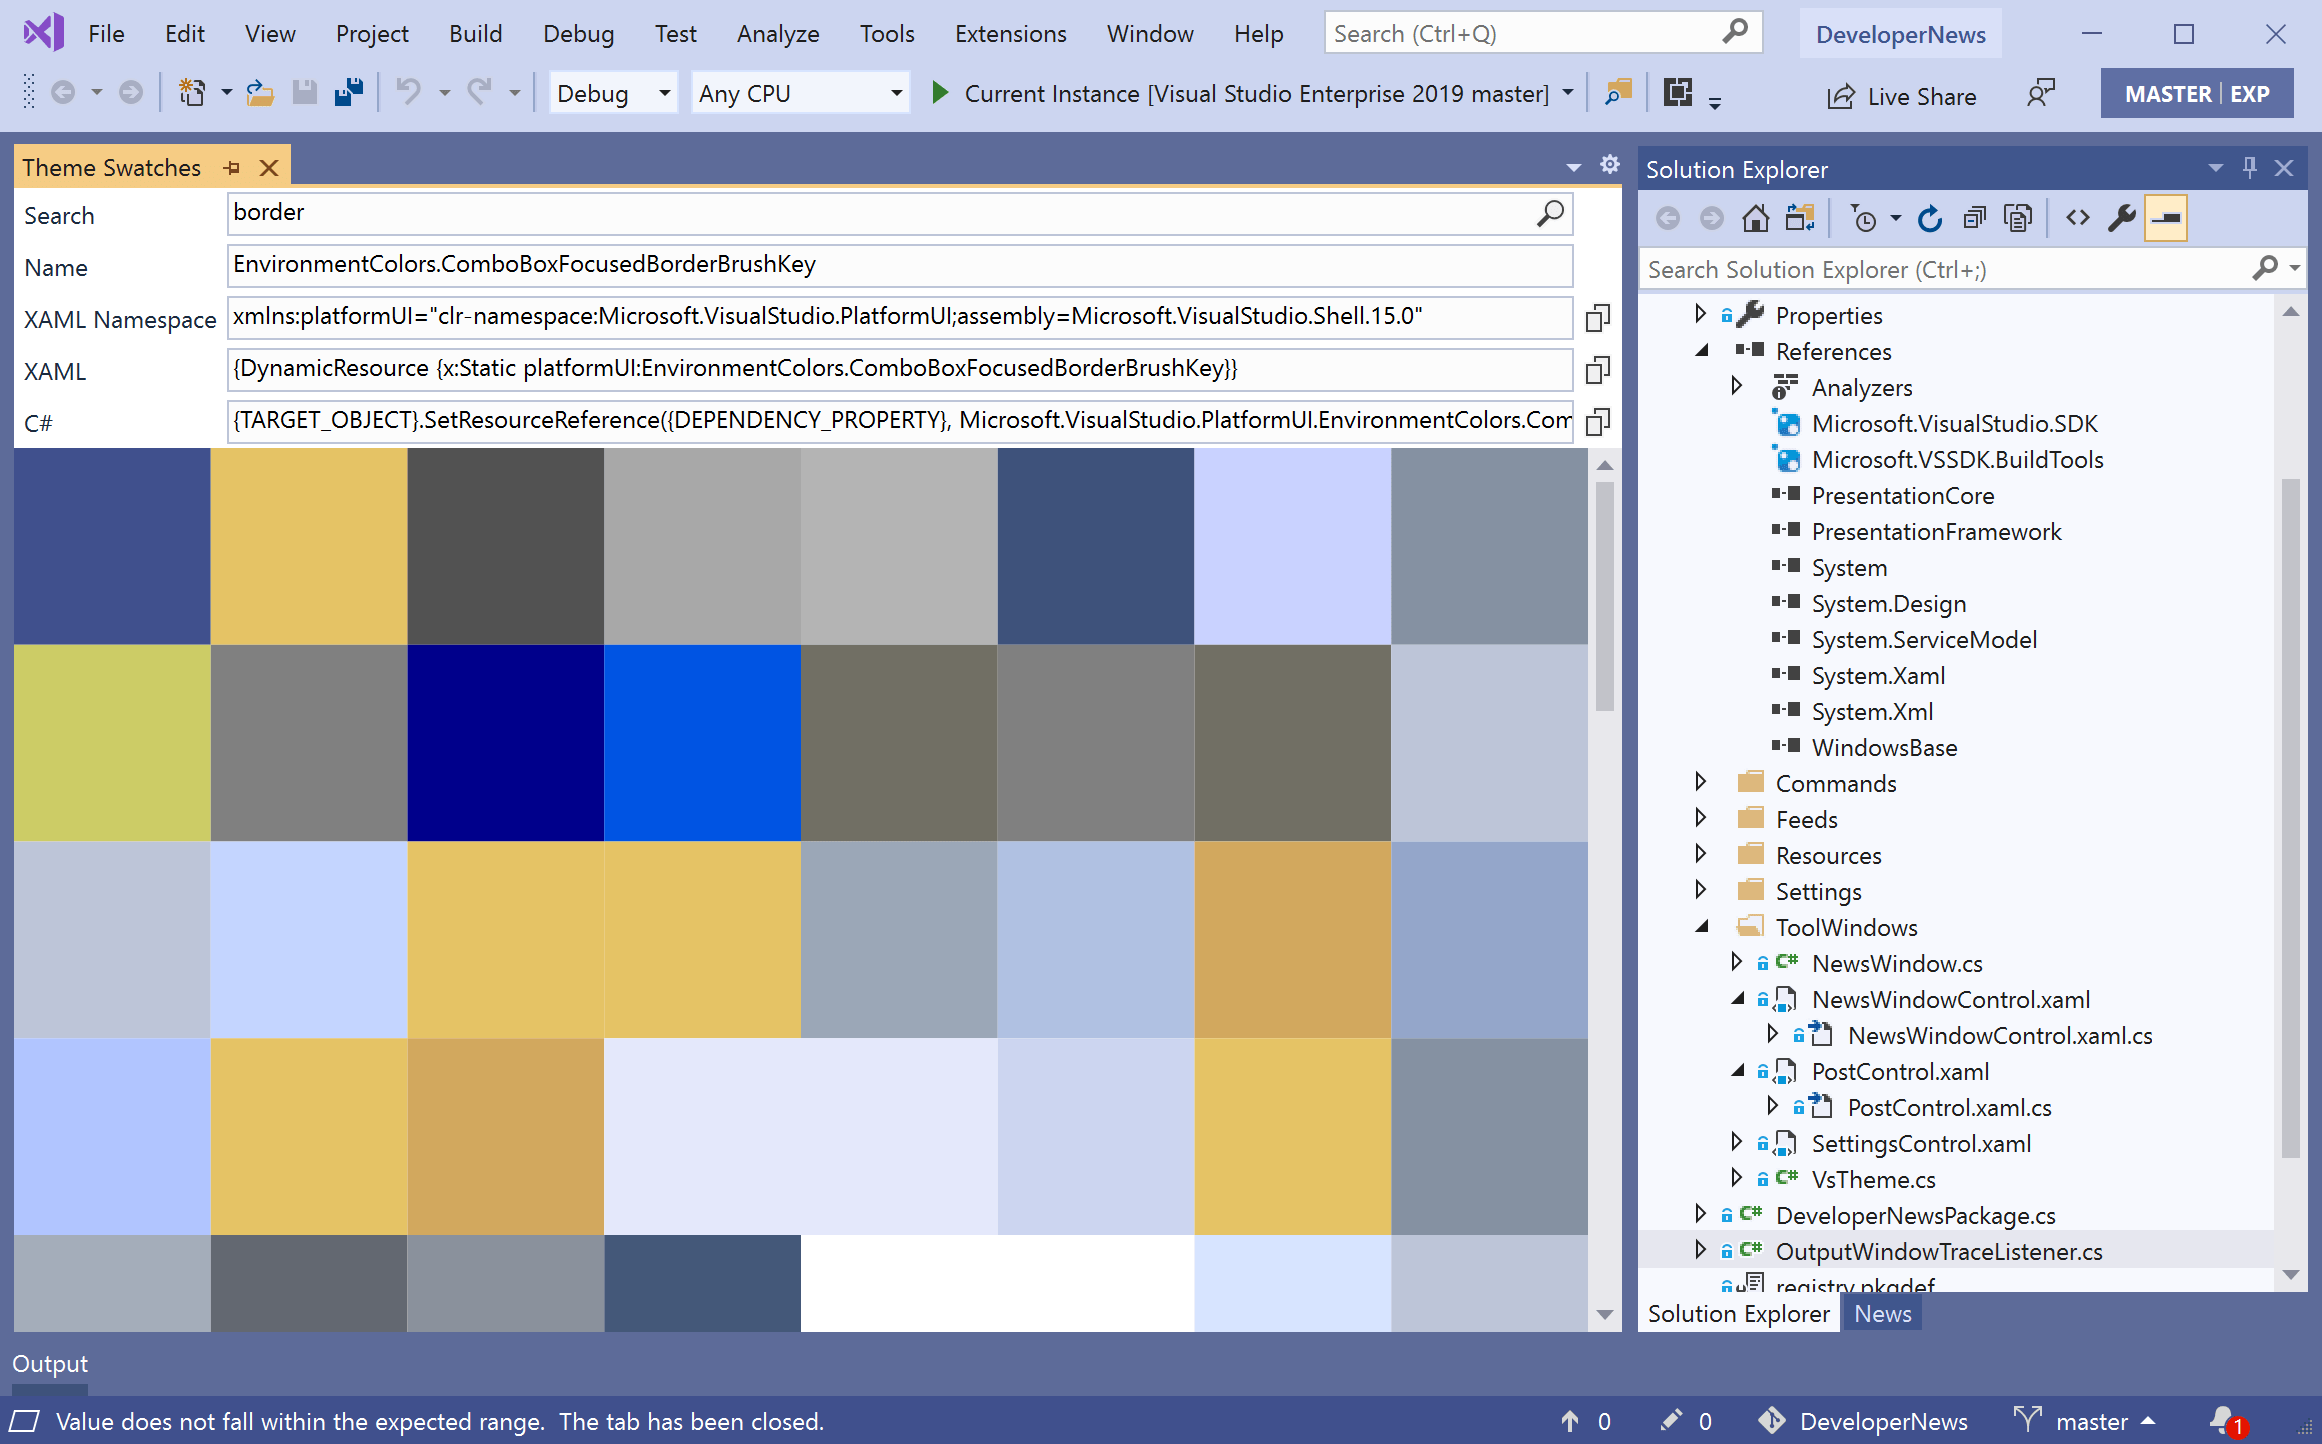 File Edit View Project Build Debug Test Analyze Tools Extensions Window Help Search (Ctrl+Q) DeveloperNews
Debug Any CPU Current Instance [Visual Studio Enterprise 2019 master] Live Share MASTER | EXP
Theme Swatches
Search border
Name EnvironmentColors.ComboBoxFocusedBorderBrushKey
XAML Namespace xmlns:platformUI="clr-namespace:Microsoft.VisualStudio.PlatformUI;assembly=Microsoft.VisualStudio.Shell.15.0"
XAML {DynamicResource {x:Static platformUI:EnvironmentColors.ComboBoxFocusedBorderBrushKey}}
C# {TARGET_OBJECT}.SetResourceReference({DEPENDENCY_PROPERTY}, Microsoft.VisualStudio.PlatformUI.EnvironmentColors.Com
Solution Explorer
Search Solution Explorer (Ctrl+;)
Properties
References
Analyzers
Microsoft.VisualStudio.SDK
Microsoft.VSSDK.BuildTools
PresentationCore
PresentationFramework
System
System.Design
System.ServiceModel
System.Xaml
System.Xml
WindowsBase
Commands
Feeds
Resources
Settings
ToolWindows
C# NewsWindow.cs
NewsWindowControl.xaml
NewsWindowControl.xaml.cs
PostControl.xaml
PostControl.xaml.cs
SettingsControl.xaml
C# VsTheme.cs
C# DeveloperNewsPackage.cs
C# OutputWindowTraceListener.cs
registry.pkgdef
Solution Explorer News
Output
Value does not fall within the expected range. The tab has been closed. 0 0 DeveloperNews master 1